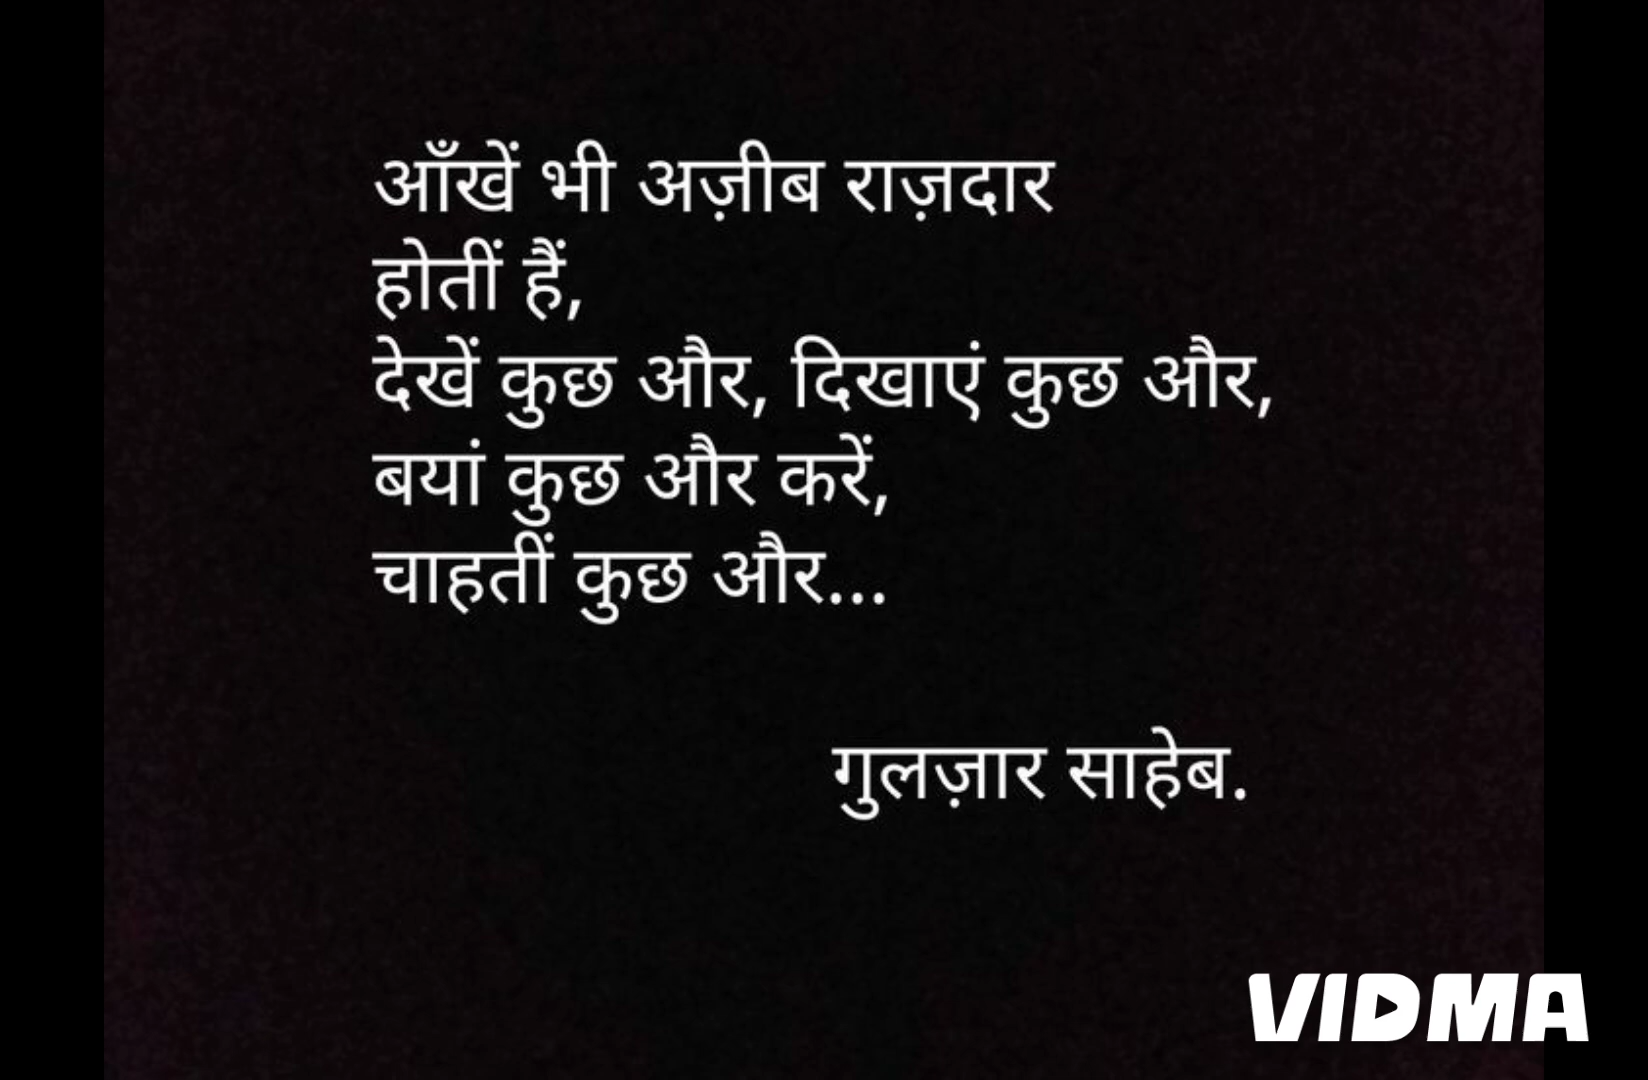 आँखें भी अज़ीब राज़दार
होतीं हैं,
देखें कुछ और, दिखाएं कुछ और,
बयां कुछ और करें,
चाहतीं कुछ और...
गुलज़ार साहेब.
VIDMA